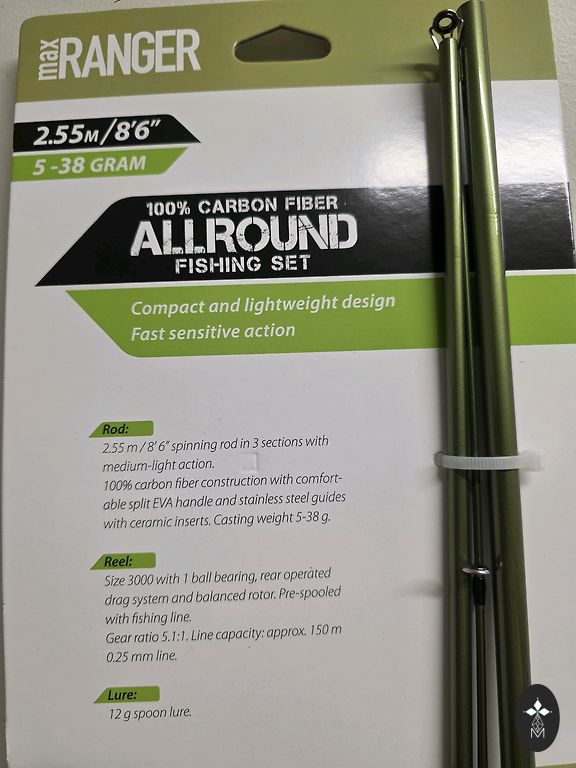 max RANGER
2.55M/8'6"
5 -38 GRAM
100% CARBON FIBER
ALLROUND
FISHING SET
Compact and lightweight design
Fast sensitive action
Rod:
2.55 m / 8' 6" spinning rod in 3 sections with
medium-light action.
100% carbon fiber construction with comfort-
able split EVA handle and stainless steel guides
with ceramic inserts. Casting weight 5-38 g.
Reel:
Size 3000 with 1 ball bearing, rear operated
drag system and balanced rotor. Pre-spooled
with fishing line.
Gear ratio 5.1:1. Line capacity: approx. 150 m
0.25 mm line.
Lure:
12 g spoon lure.
M